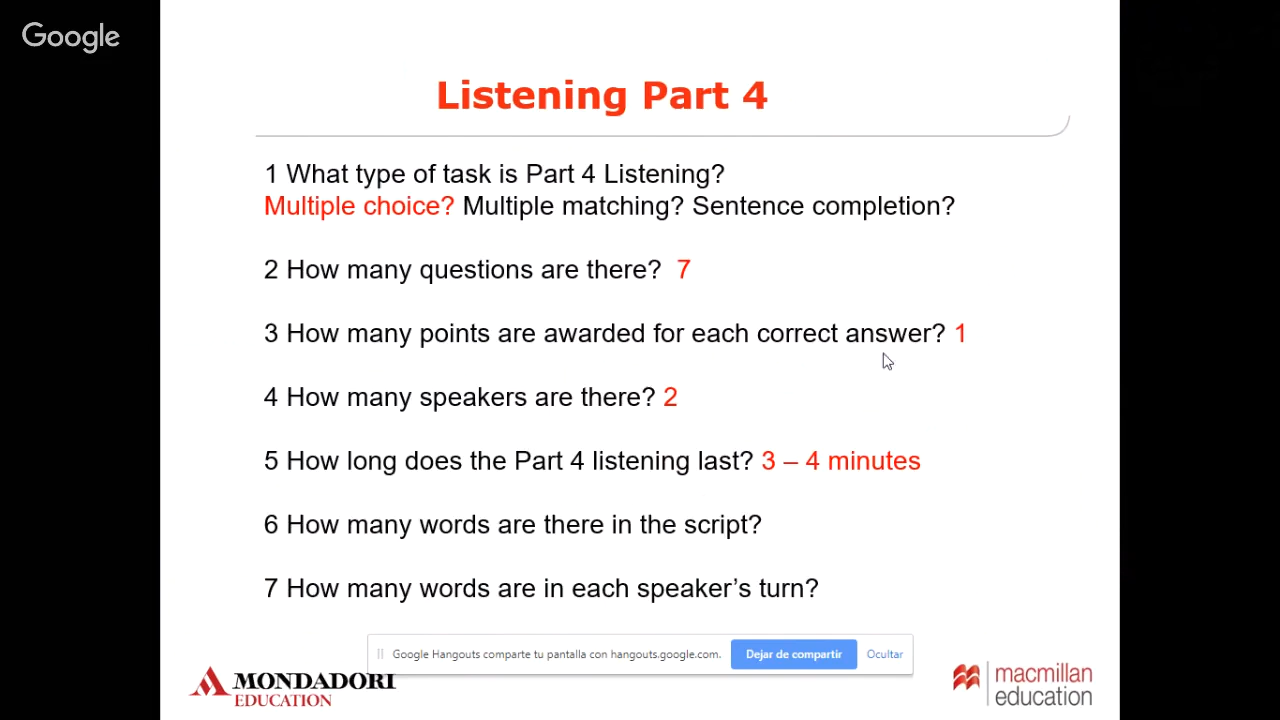 Google
Listening Part 4
1 What type of task is Part 4 Listening?
Multiple choice? Multiple matching? Sentence completion?
2 How many questions are there? 7
3 How many points are awarded for each correct answer? 1
4 How many speakers are there? 2
5 How long does the Part 4 listening last? 3 – 4 minutes
6 How many words are there in the script?
7 How many words are in each speaker's turn?
Google Hangouts comparte tu pantalla con hangouts.google.com. Dejar de compartir Ocultar
MONDADORI
EDUCATION
macmillan
education